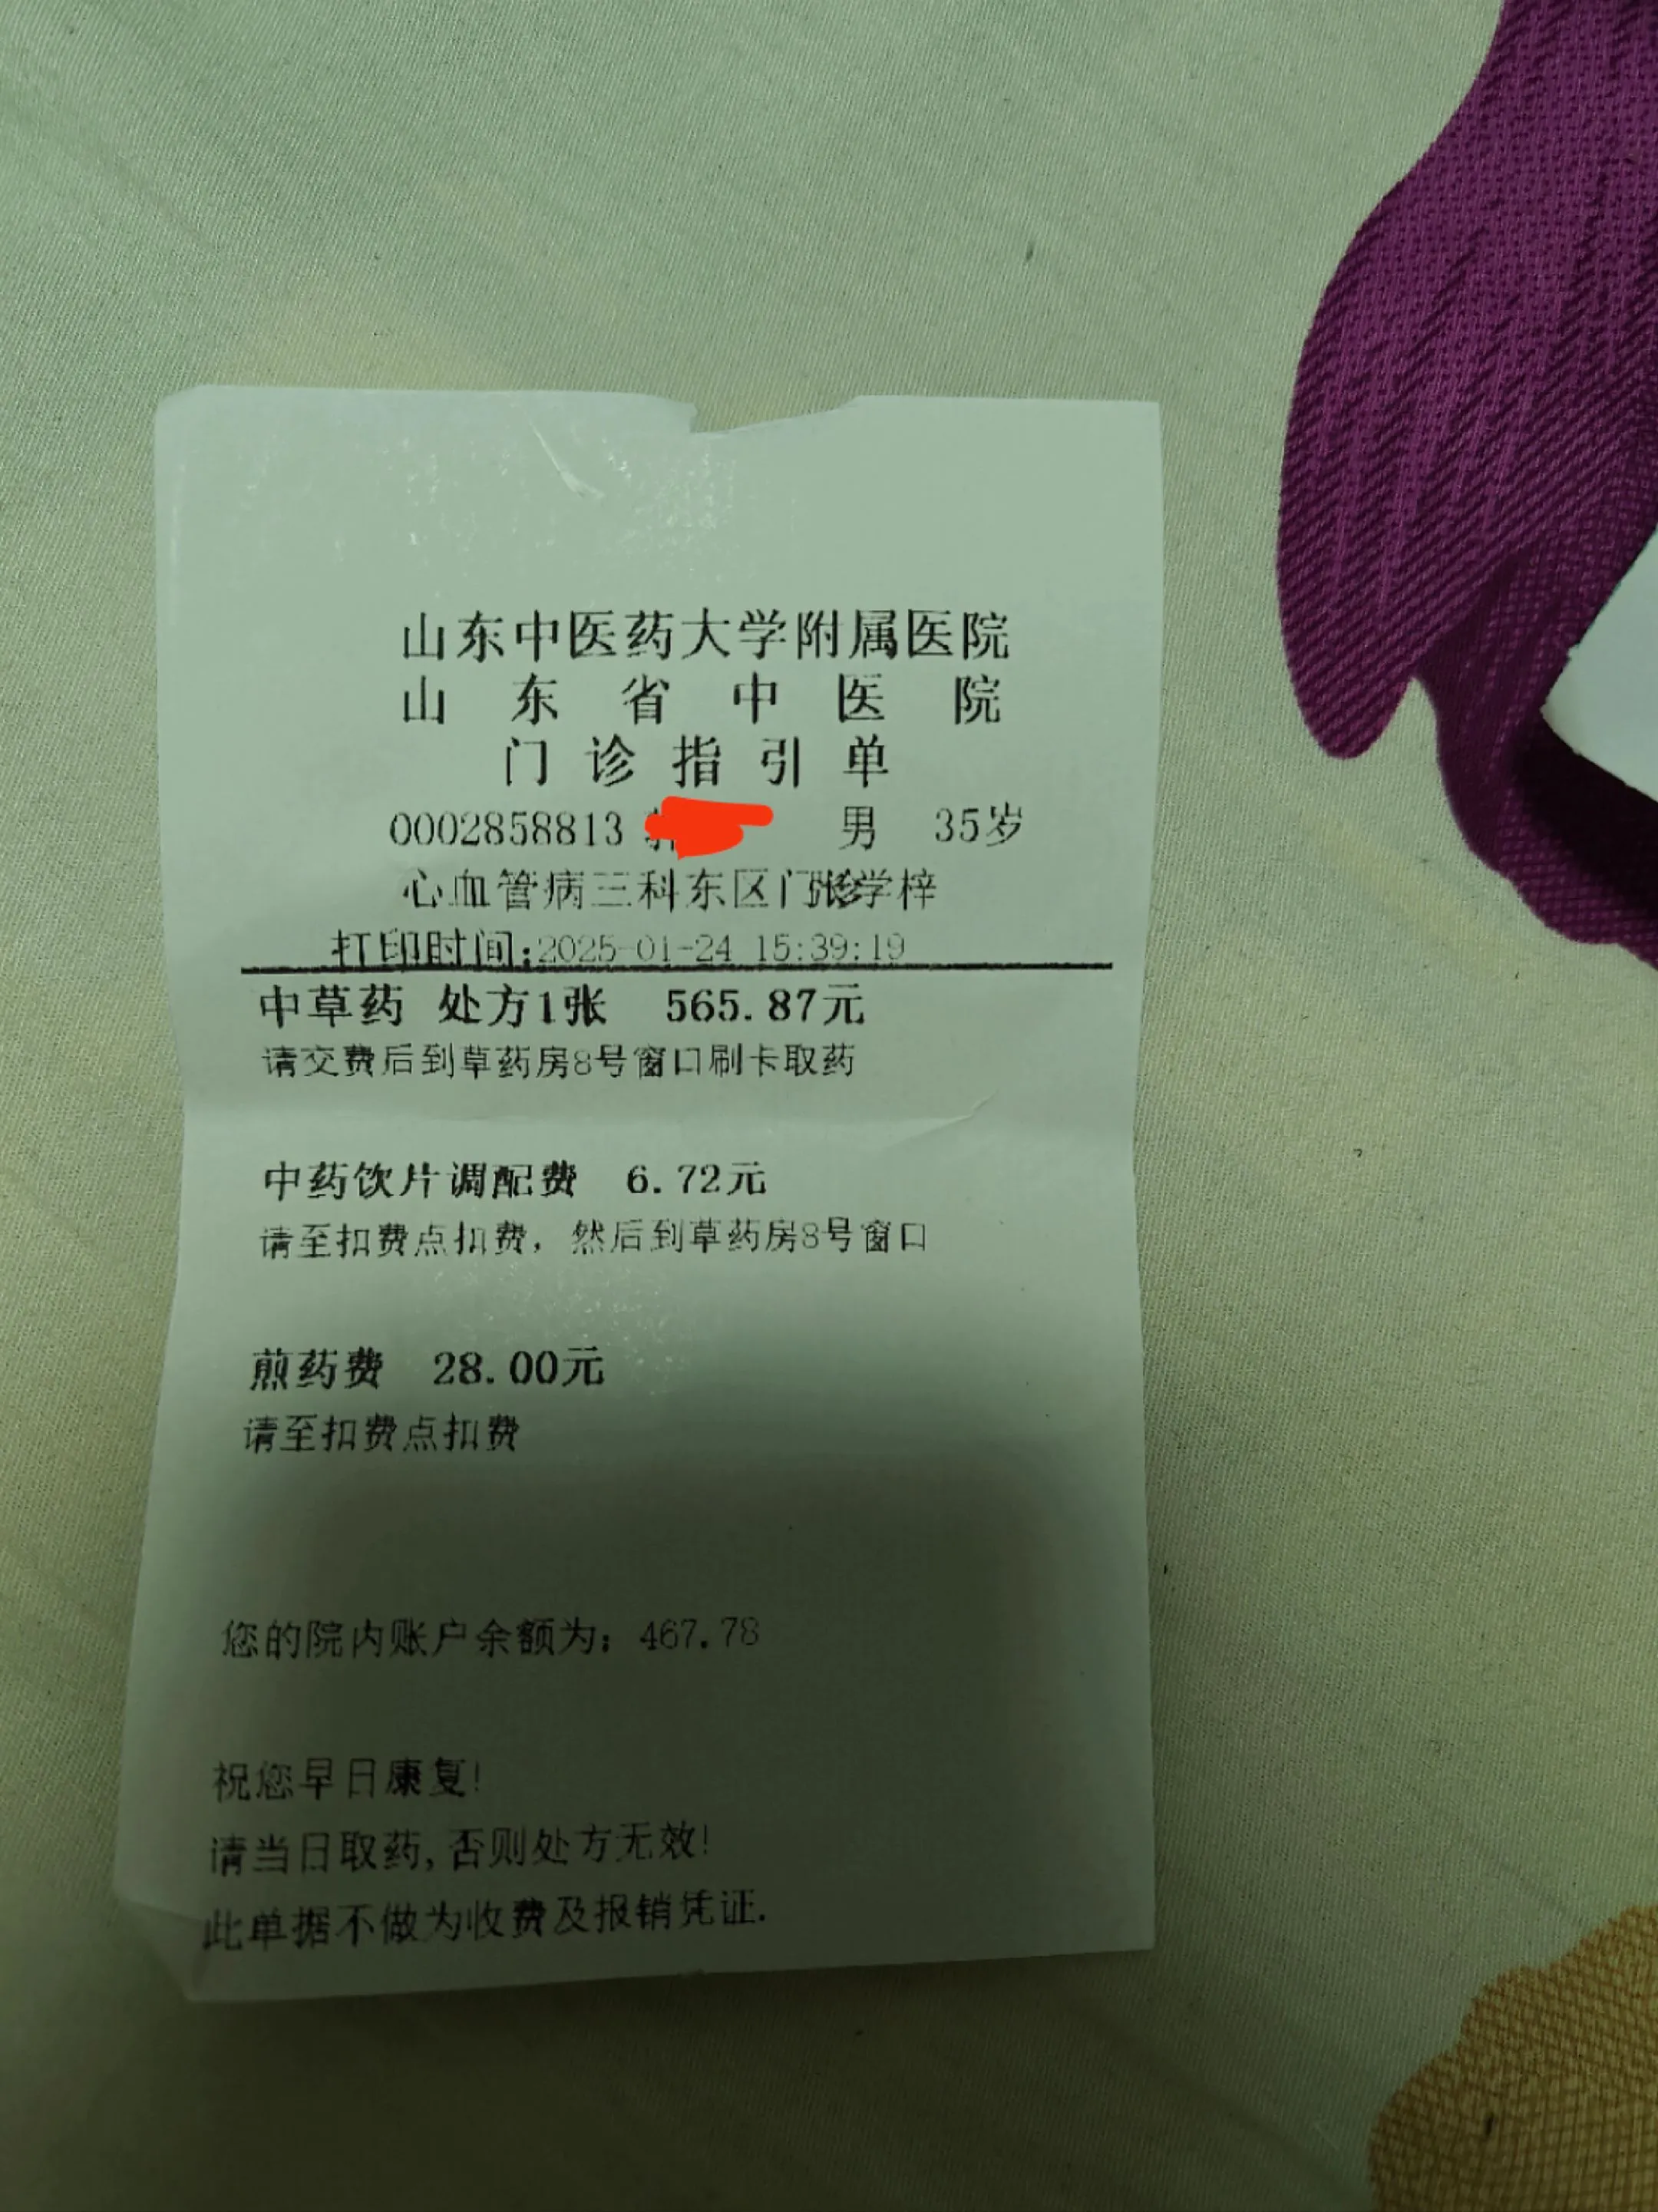 山东中医药大学附属医院
山东省中医院
门诊指引单
0002858813 男 35岁
心血管病三科东区门诊 张学梓
打印时间:2025-01-24 15:39:19
中草药 处方1张 565.87元
请交费后到草药房8号窗口刷卡取药
中药饮片调配费 6.72元
请至扣费点扣费，然后到草药房8号窗口
煎药费 28.00元
请至扣费点扣费
您的院内账户余额为：467.78
祝您早日康复!
请当日取药,否则处方无效!
此单据不做为收费及报销凭证.